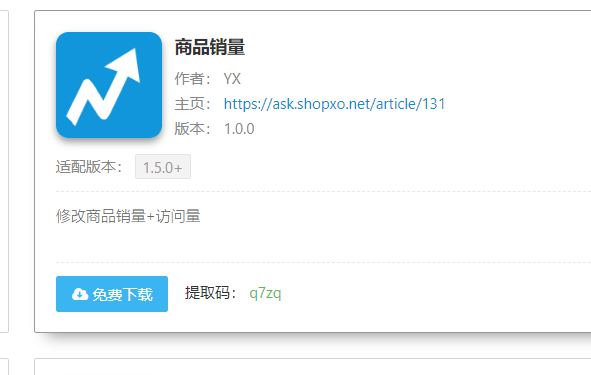 商品销量
作者： YX
主页： https://ask.shopxo.net/article/131
版本： 1.0.0
适配版本： 1.5.0+
修改商品销量+访问量
免费下载 提取码： q7zq